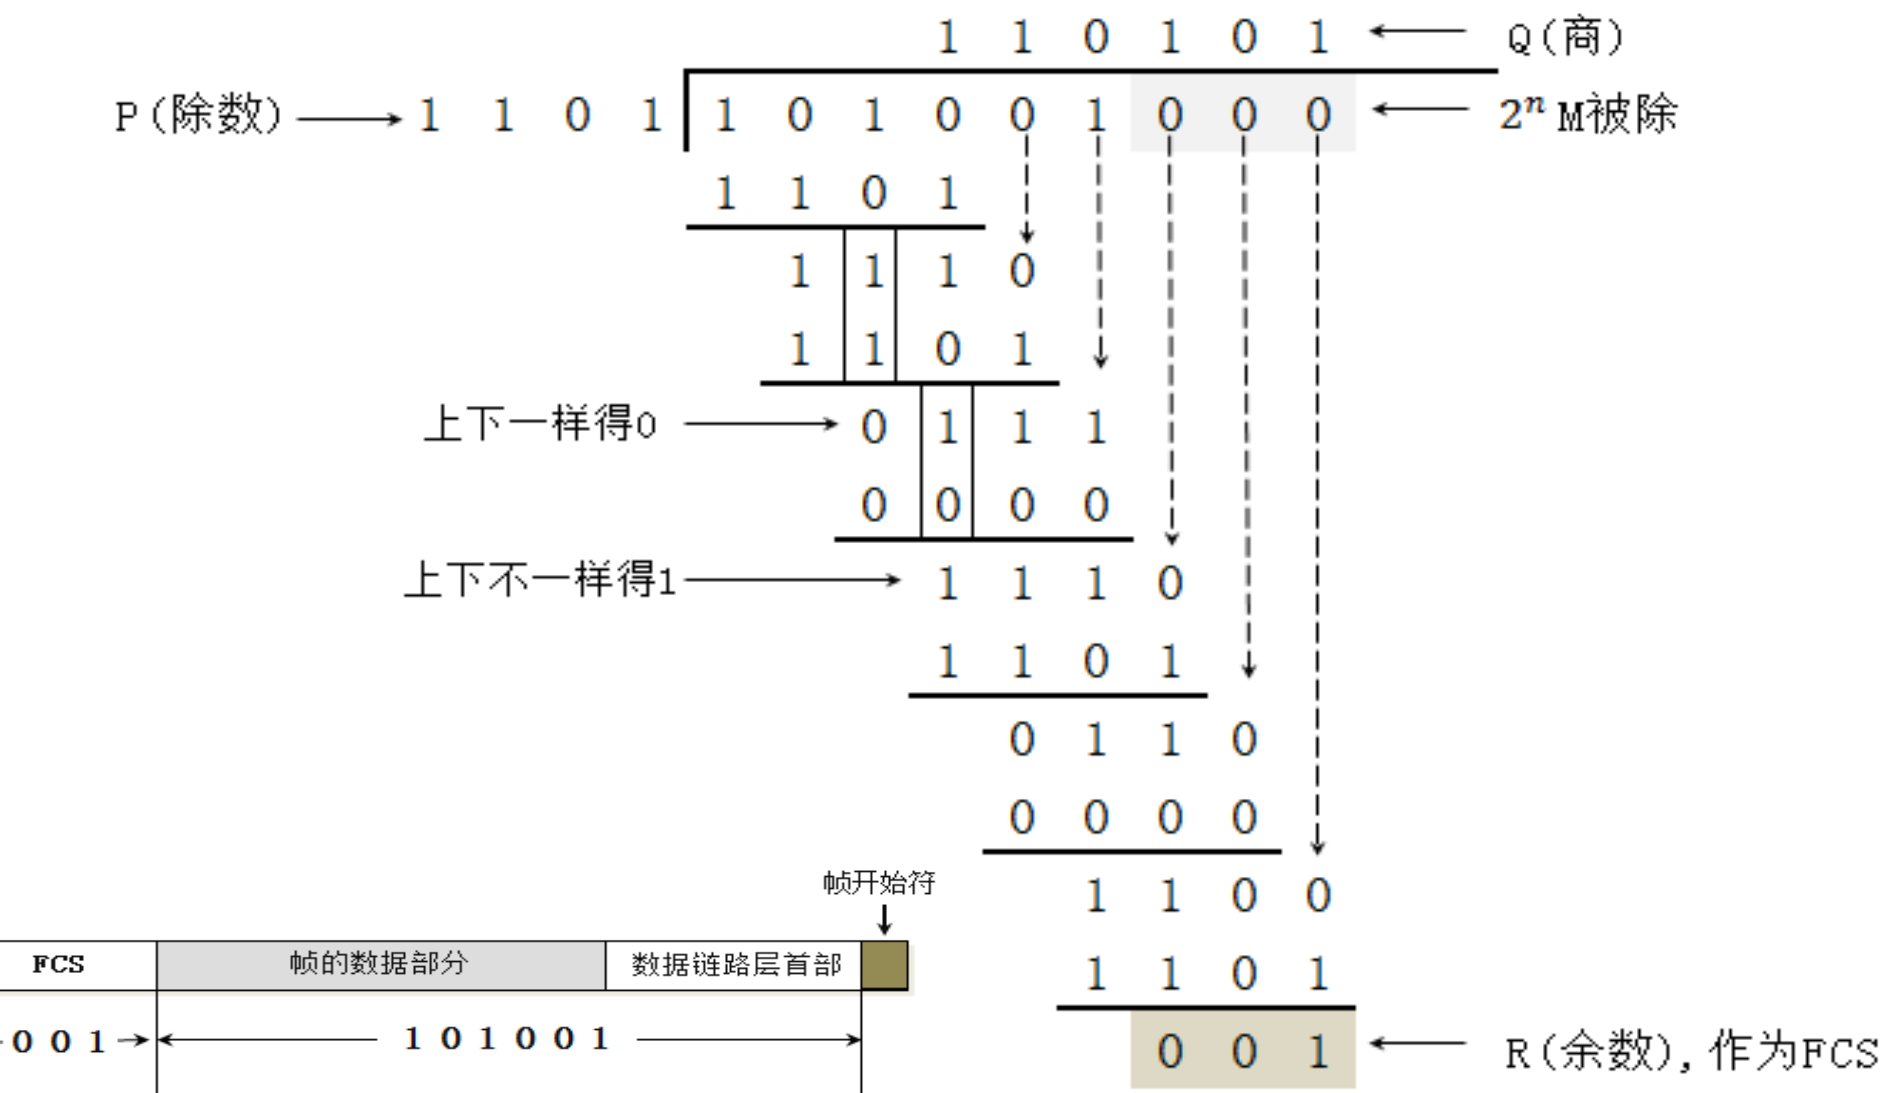 1 1 0 1 0 1 Q(商)
P(除数) 1 1 0 1 1 0 1 0 0 1 0 0 0 2ⁿ M被除
1 1 0 1
1 1 1 0
1 1 0 1
上下一样得0 0 1 1 1
0 0 0 0
上下不一样得1 1 1 1 0
1 1 0 1
0 1 1 0
0 0 0 0
1 1 0 0
1 1 0 1
0 0 1 R(余数),作为FCS
帧开始符
FCS 帧的数据部分 数据链路层首部
0 0 1 1 0 1 0 0 1